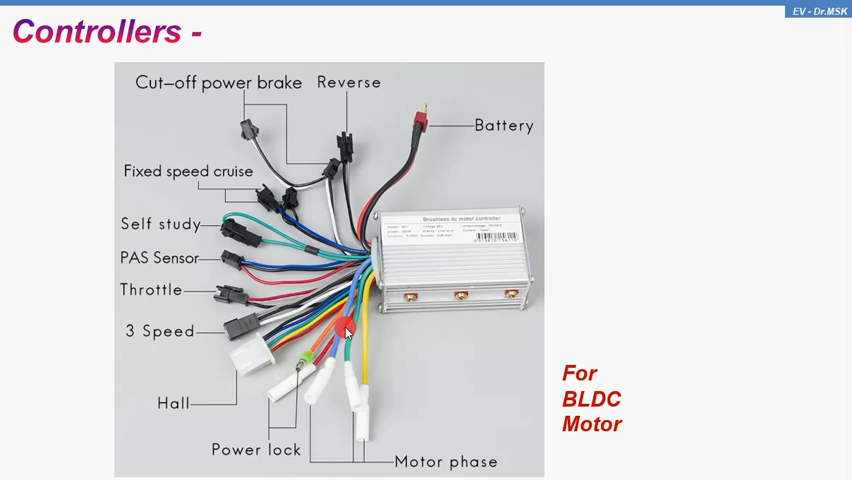 EV - Dr.MSK
Controllers -
Cut–off power brake
Reverse
Battery
Fixed speed cruise
Self study
PAS Sensor
Throttle
3 Speed
Hall
Power lock
Motor phase
Brushless dc motor controller
For
BLDC
Motor